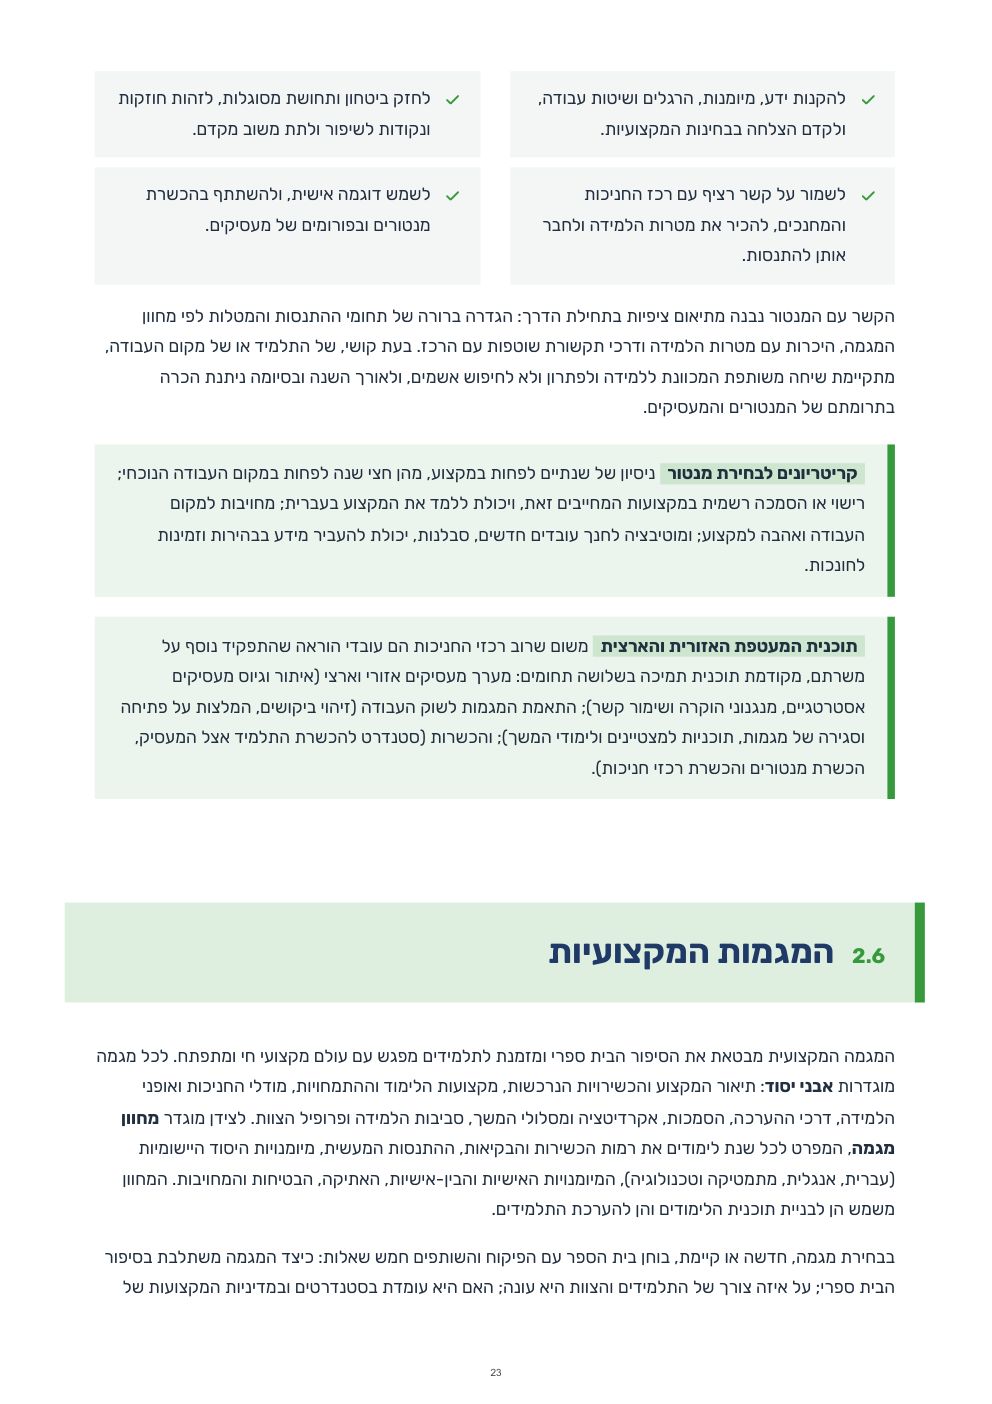 להקנות ידע, מיומנות, הרגלים ושיטות עבודה,
ולקדם הצלחה בבחינות המקצועיות.
לחזק ביטחון ותחושת מסוגלות, לזהות חוזקות
ונקודות לשיפור ולתת משוב מקדם.
לשמור על קשר רציף עם רכז החניכות
והמחנכים, להכיר את מטרות הלמידה ולחבר
אותן להתנסות.
לשמש דוגמה אישית, ולהשתתף בהכשרת
מנטורים ובפורומים של מעסיקים.
הקשר עם המנטור נבנה מתיאום ציפיות בתחילת הדרך: הגדרה ברורה של תחומי ההתנסות והמטלות לפי מחוון
המגמה, היכרות עם מטרות הלמידה ודרכי תקשורת שוטפות עם הרכז. בעת קושי, של התלמיד או של מקום העבודה,
מתקיימת שיחה משותפת המכוונת ללמידה ולפתרון ולא לחיפוש אשמים, ולאורך השנה ובסיומה ניתנת הכרה
בתרומתם של המנטורים והמעסיקים.
קריטריונים לבחירת מנטור ניסיון של שנתיים לפחות במקצוע, מהן חצי שנה לפחות במקום העבודה הנוכחי;
רישוי או הסמכה רשמית במקצועות המחייבים זאת, ויכולת ללמד את המקצוע בעברית; מחויבות למקום
העבודה ואהבה למקצוע; ומוטיבציה לחנך עובדים חדשים, סבלנות, יכולת להעביר מידע בבהירות וזמינות
לחונכות.
תוכנית המעטפת האזורית והארצית משום שרוב רכזי החניכות הם עובדי הוראה שהתפקיד נוסף על
משרתם, מקודמת תוכנית תמיכה בשלושה תחומים: מערך מעסיקים אזורי וארצי (איתור וגיוס מעסיקים
אסטרטגיים, מנגנוני הוקרה ושימור קשר); התאמת המגמות לשוק העבודה (זיהוי ביקושים, המלצות על פתיחה
וסגירה של מגמות, תוכניות למצטיינים ולימודי המשך); והכשרות (סטנדרט להכשרת התלמיד אצל המעסיק,
הכשרת מנטורים והכשרת רכזי חניכות).
2.6 המגמות המקצועיות
המגמה המקצועית מבטאת את הסיפור הבית ספרי ומזמנת לתלמידים מפגש עם עולם מקצועי חי ומתפתח. לכל מגמה
מוגדרות אבני יסוד: תיאור המקצוע והכשירויות הנרכשות, מקצועות הלימוד וההתמחויות, מודלי החניכות ואופני
הלמידה, דרכי ההערכה, הסמכות, אקרדיטציה ומסלולי המשך, סביבות הלמידה ופרופיל הצוות. לצידן מוגדר מחוון
מגמה, המפרט לכל שנת לימודים את רמות הכשירות והבקיאות, ההתנסות המעשית, מיומנויות היסוד היישומיות
(עברית, אנגלית, מתמטיקה וטכנולוגיה), המיומנויות האישיות והבין-אישיות, האתיקה, הבטיחות והמחויבות. המחוון
משמש הן לבניית תוכנית הלימודים והן להערכת התלמידים.
בבחירת מגמה, חדשה או קיימת, בוחן בית הספר עם הפיקוח והשותפים חמש שאלות: כיצד המגמה משתלבת בסיפור
הבית ספרי; על איזה צורך של התלמידים והצוות היא עונה; האם היא עומדת בסטנדרטים ובמדיניות המקצועות של
23